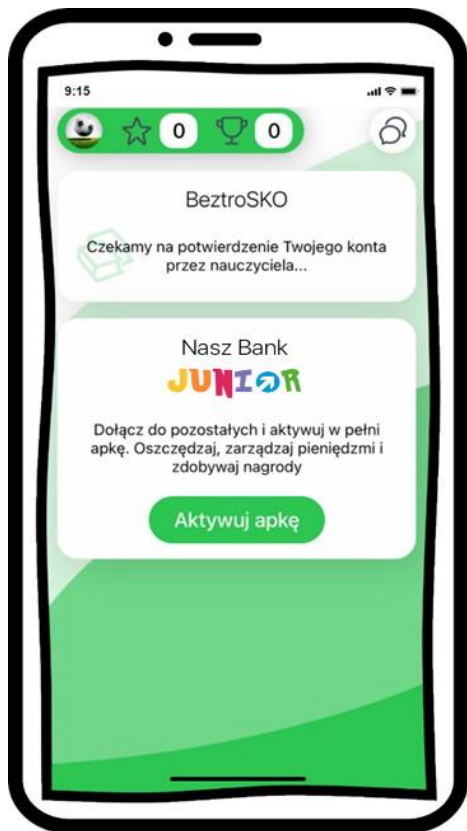 9:15
0 0
BeztroSKO
Czekamy na potwierdzenie Twojego konta
przez nauczyciela...
Nasz Bank
JUNIOR
Dołącz do pozostałych i aktywuj w pełni
apkę. Oszczędzaj, zarządzaj pieniędzmi i
zdobywaj nagrody
Aktywuj apkę